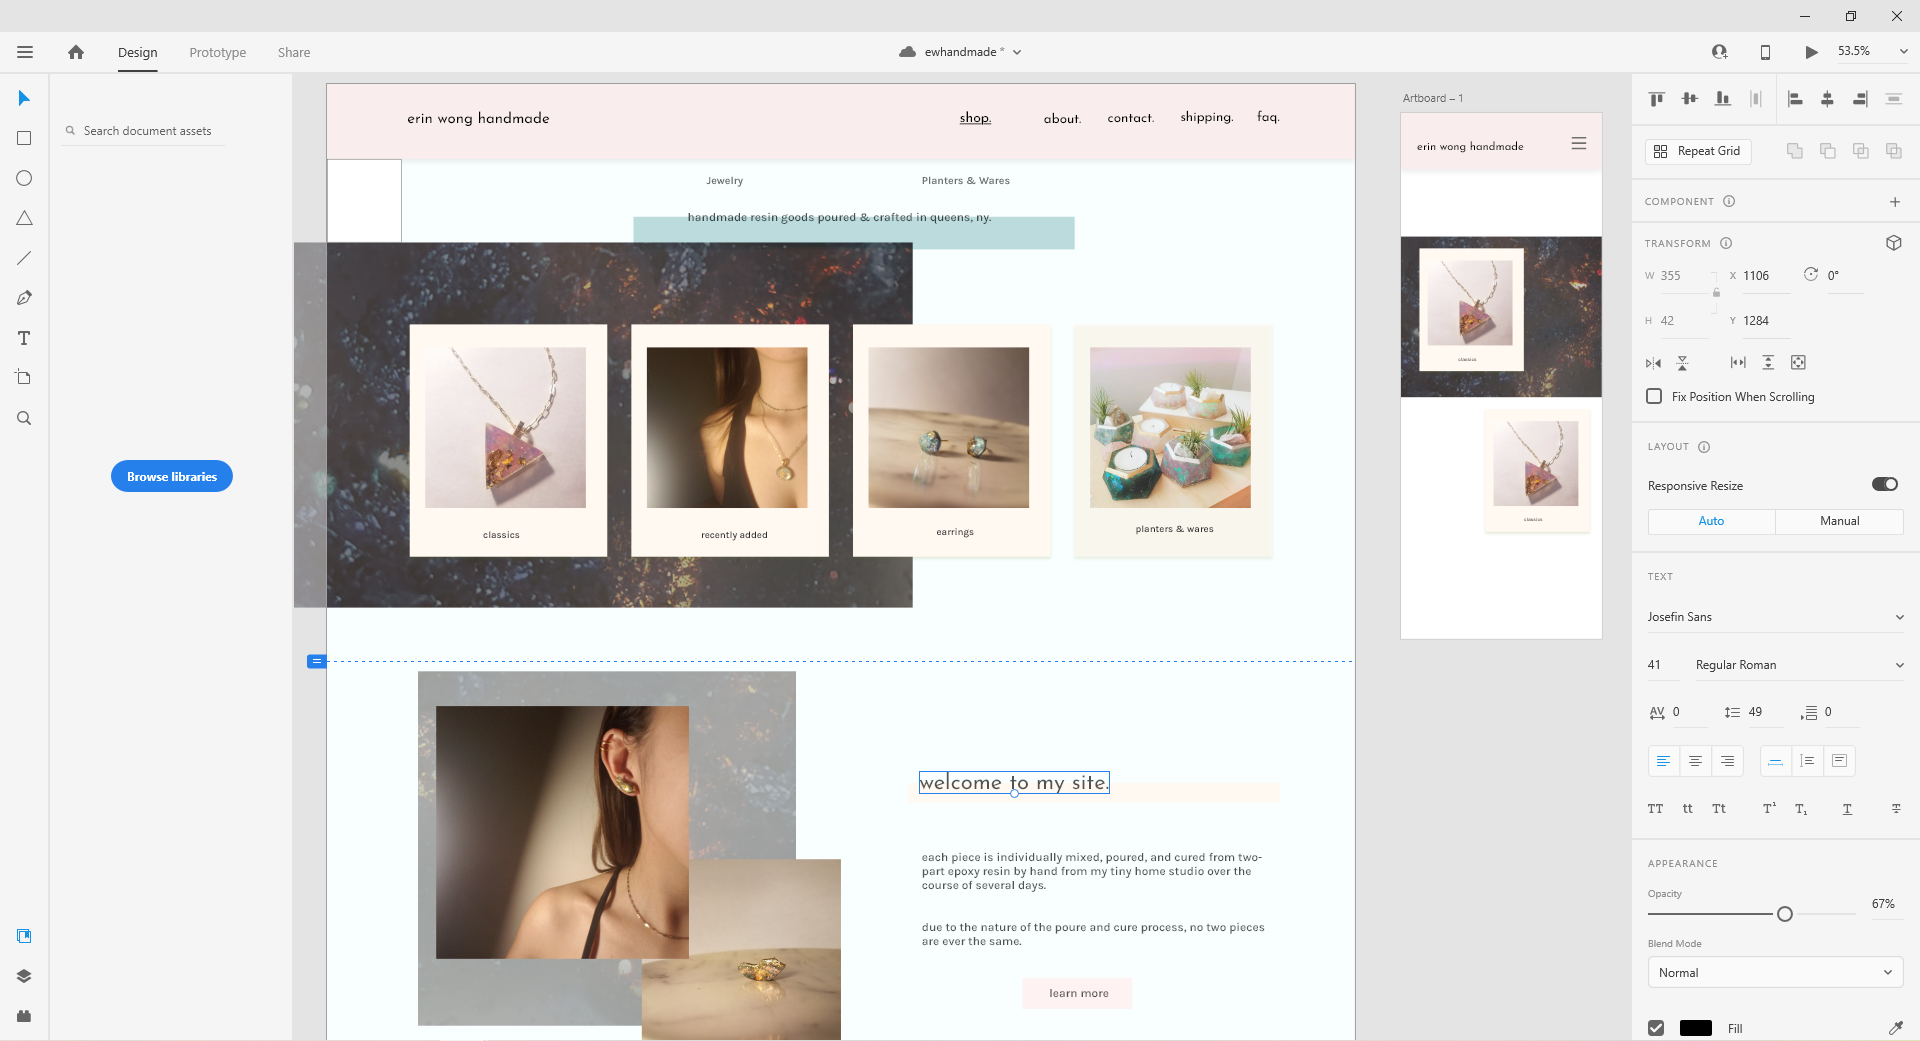 Design
Prototype
Share
ewhandmade *
53.5%
Search document assets
Browse libraries
erin wong handmade
shop.
about.
contact.
shipping.
faq.
Jewelry
Planters & Wares
handmade resin goods poured & crafted in queens, ny.
classics
recently added
earrings
planters & wares
welcome to my site.
each piece is individually mixed, poured, and cured from two-
part epoxy resin by hand from my tiny home studio over the
course of several days.
due to the nature of the poure and cure process, no two pieces
are ever the same.
learn more
Artboard – 1
erin wong handmade
classics
classics
Repeat Grid
COMPONENT
TRANSFORM
W 355
X 1106
0°
H 42
Y 1284
Fix Position When Scrolling
LAYOUT
Responsive Resize
Auto
Manual
TEXT
Josefin Sans
41
Regular Roman
AV 0
49
0
TT
tt
Tt
T¹
T₁
T
T
APPEARANCE
Opacity
67%
Blend Mode
Normal
Fill